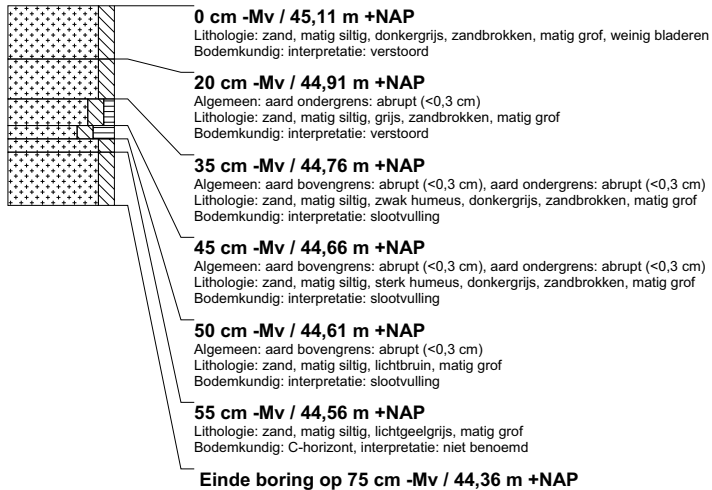 0 cm -Mv / 45,11 m +NAP
Lithologie: zand, matig siltig, donkergrijs, zandbrokken, matig grof, weinig bladeren
Bodemkundig: interpretatie: verstoord
20 cm -Mv / 44,91 m +NAP
Algemeen: aard ondergrens: abrupt (<0,3 cm)
Lithologie: zand, matig siltig, grijs, zandbrokken, matig grof
Bodemkundig: interpretatie: verstoord
35 cm -Mv / 44,76 m +NAP
Algemeen: aard bovengrens: abrupt (<0,3 cm), aard ondergrens: abrupt (<0,3 cm)
Lithologie: zand, matig siltig, zwak humeus, donkergrijs, zandbrokken, matig grof
Bodemkundig: interpretatie: slootvulling
45 cm -Mv / 44,66 m +NAP
Algemeen: aard bovengrens: abrupt (<0,3 cm), aard ondergrens: abrupt (<0,3 cm)
Lithologie: zand, matig siltig, sterk humeus, donkergrijs, zandbrokken, matig grof
Bodemkundig: interpretatie: slootvulling
50 cm -Mv / 44,61 m +NAP
Algemeen: aard bovengrens: abrupt (<0,3 cm)
Lithologie: zand, matig siltig, lichtbruin, matig grof
Bodemkundig: interpretatie: slootvulling
55 cm -Mv / 44,56 m +NAP
Lithologie: zand, matig siltig, lichtgeelgrijs, matig grof
Bodemkundig: C-horizont, interpretatie: niet benoemd
Einde boring op 75 cm -Mv / 44,36 m +NAP